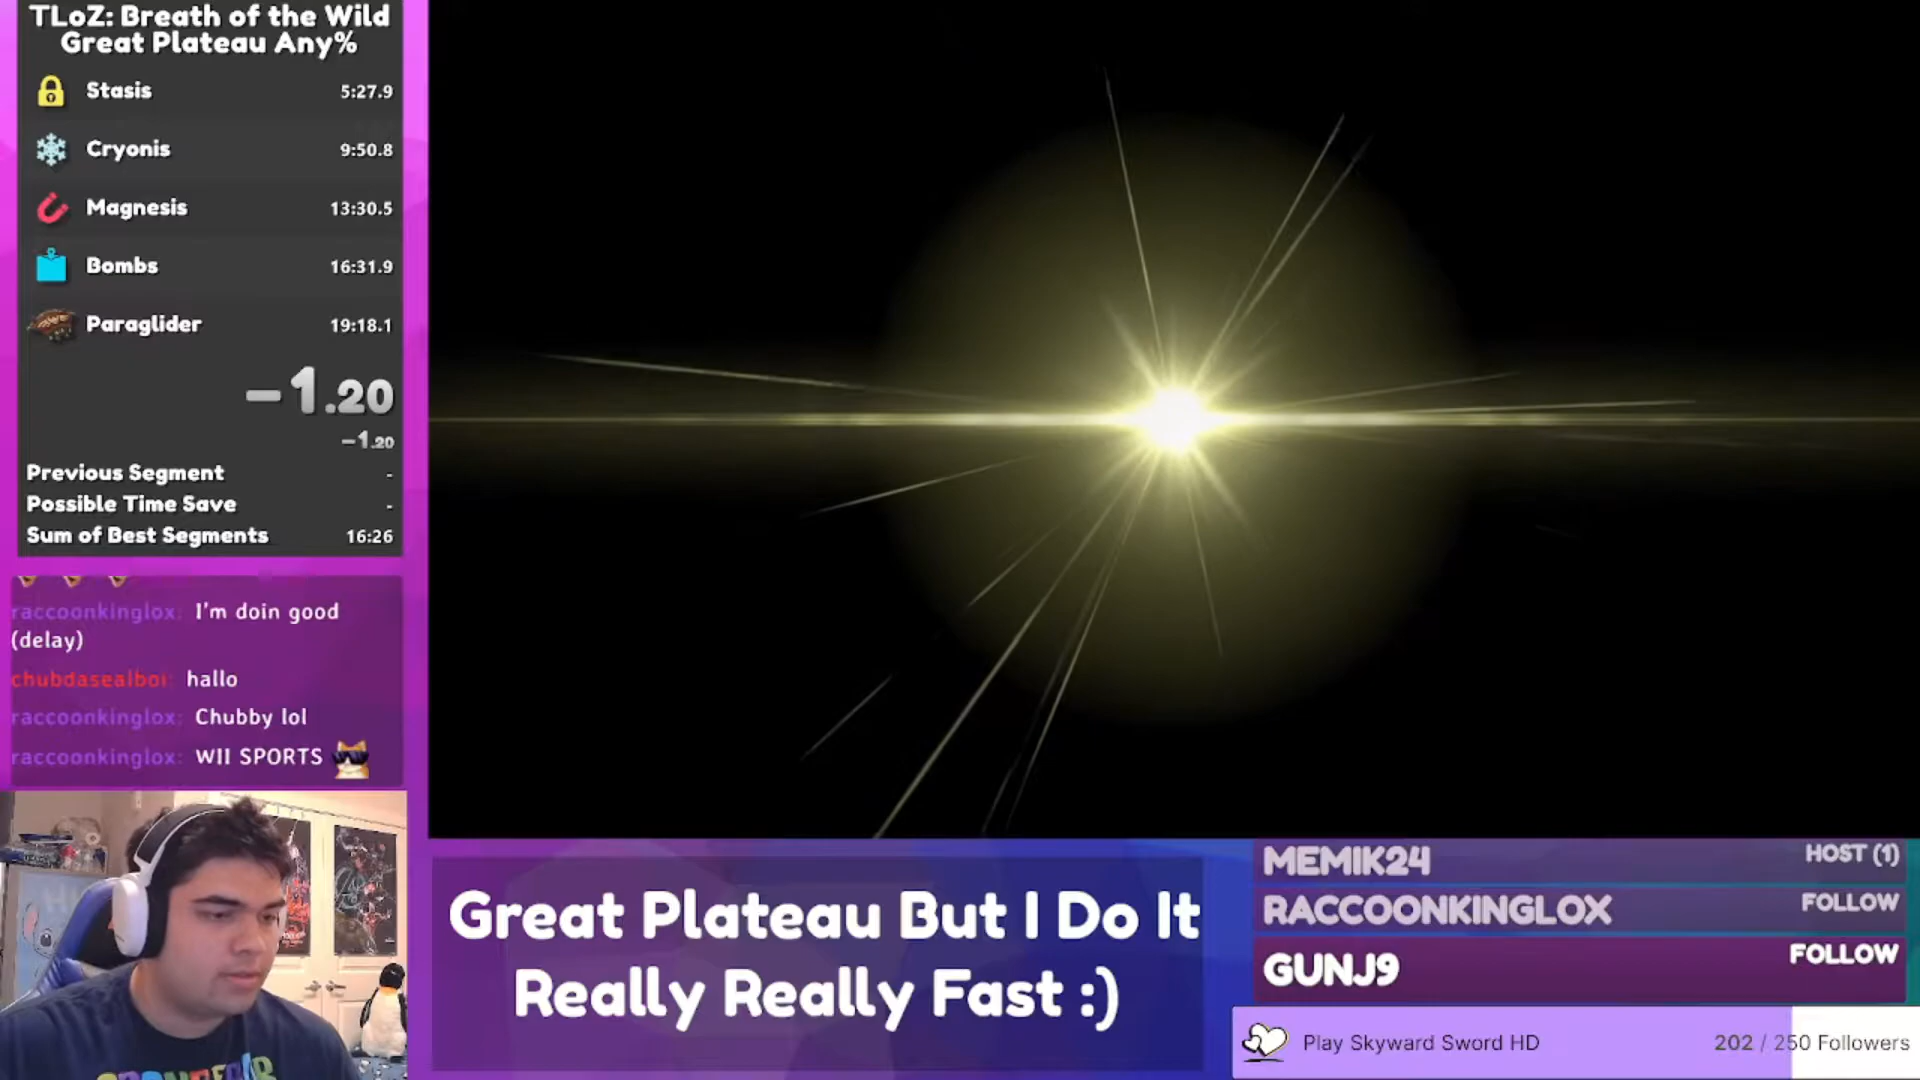 TLoZ: Breath of the Wild
Great Plateau Any%
Stasis 5:27.9
Cryonis 9:50.8
Magnesis 13:30.5
Bombs 16:31.9
Paraglider 19:18.1
−1.20
−1.20
Previous Segment -
Possible Time Save -
Sum of Best Segments 16:26
raccoonkinglox: I'm doin good
(delay)
chubdasealboi: hallo
raccoonkinglox: Chubby lol
raccoonkinglox: WII SPORTS
Great Plateau But I Do It
Really Really Fast :)
MEMIK24 HOST (1)
RACCOONKINGLOX FOLLOW
GUNJ9 FOLLOW
Play Skyward Sword HD 202 / 250 Followers